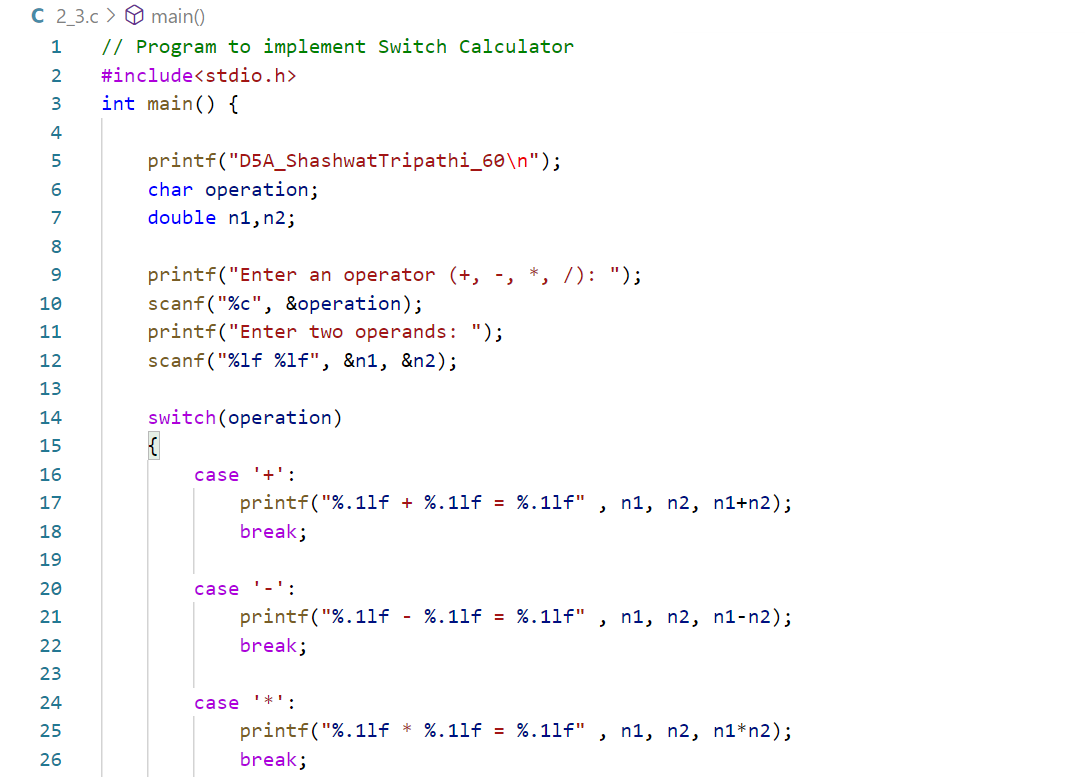 C 2_3.c > main()
1 // Program to implement Switch Calculator
2 #include<stdio.h>
3 int main() {
4
5 printf("D5A_ShashwatTripathi_60\n");
6 char operation;
7 double n1,n2;
8
9 printf("Enter an operator (+, -, *, /): ");
10 scanf("%c", &operation);
11 printf("Enter two operands: ");
12 scanf("%lf %lf", &n1, &n2);
13
14 switch(operation)
15 {
16 case '+':
17 printf("%.1lf + %.1lf = %.1lf" , n1, n2, n1+n2);
18 break;
19
20 case '-':
21 printf("%.1lf - %.1lf = %.1lf" , n1, n2, n1-n2);
22 break;
23
24 case '*':
25 printf("%.1lf * %.1lf = %.1lf" , n1, n2, n1*n2);
26 break;